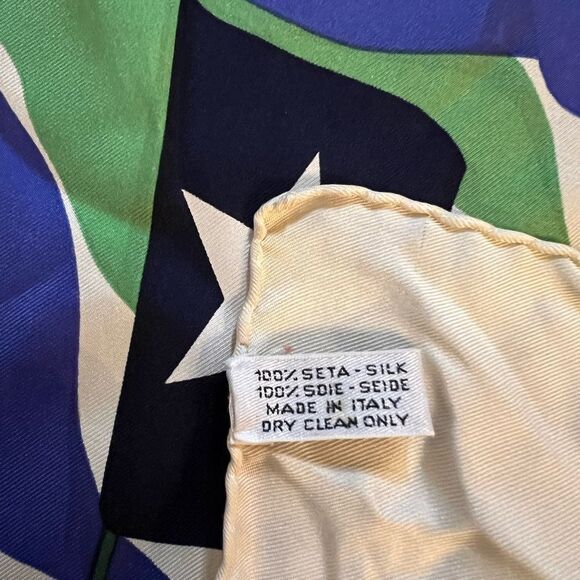 100% SETA - SILK
100% SOIE - SEIDE
MADE IN ITALY
DRY CLEAN ONLY